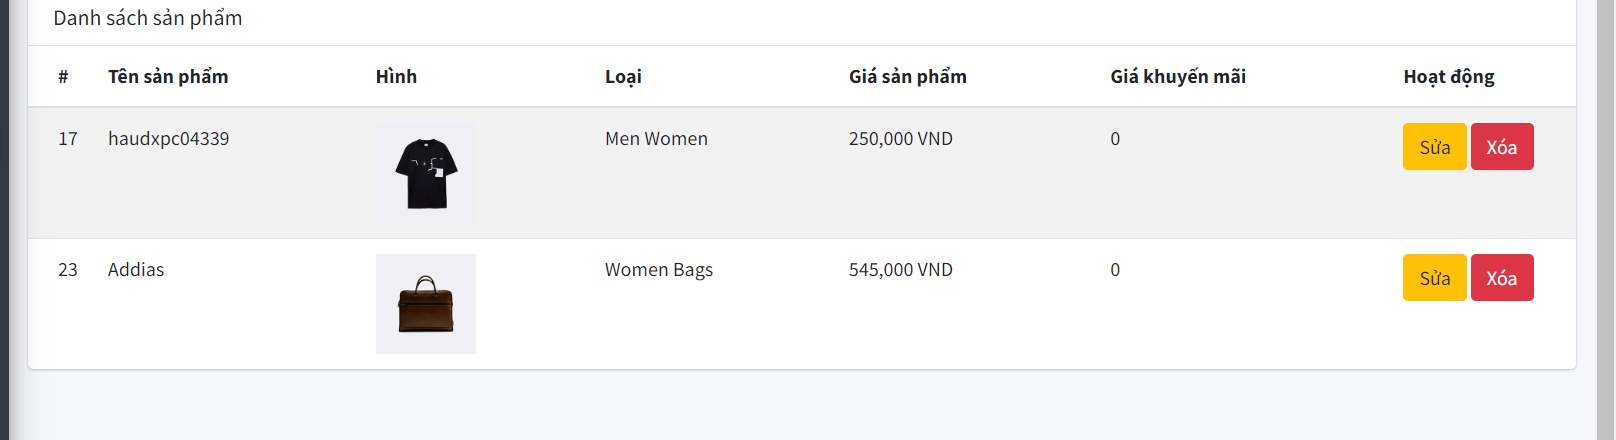 Danh sách sản phẩm
# Tên sản phẩm Hình Loại Giá sản phẩm Giá khuyến mãi Hoạt động
17 haudxpc04339 Men Women 250,000 VND 0 Sửa Xóa
23 Addias Women Bags 545,000 VND 0 Sửa Xóa